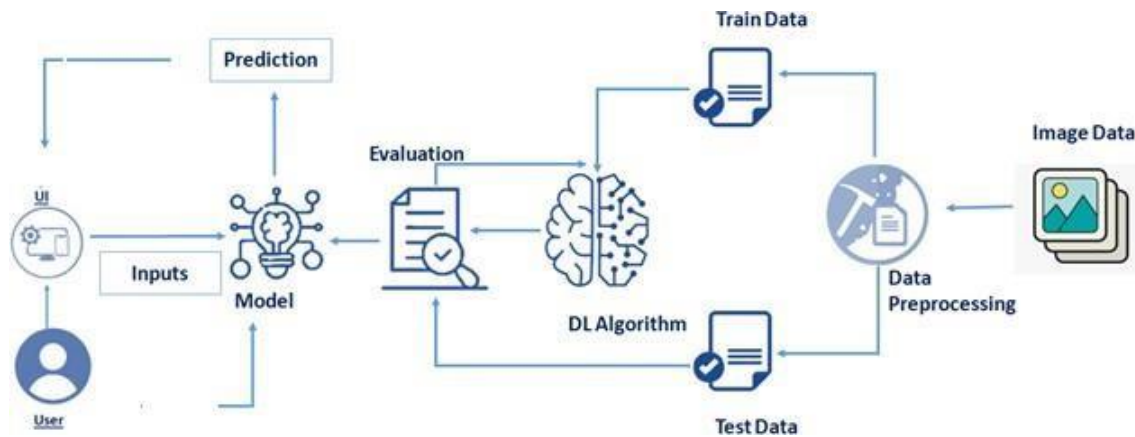 Train Data
Prediction
Image Data
Evaluation
UI
Inputs
Model
Data
Preprocessing
DL Algorithm
User
Test Data